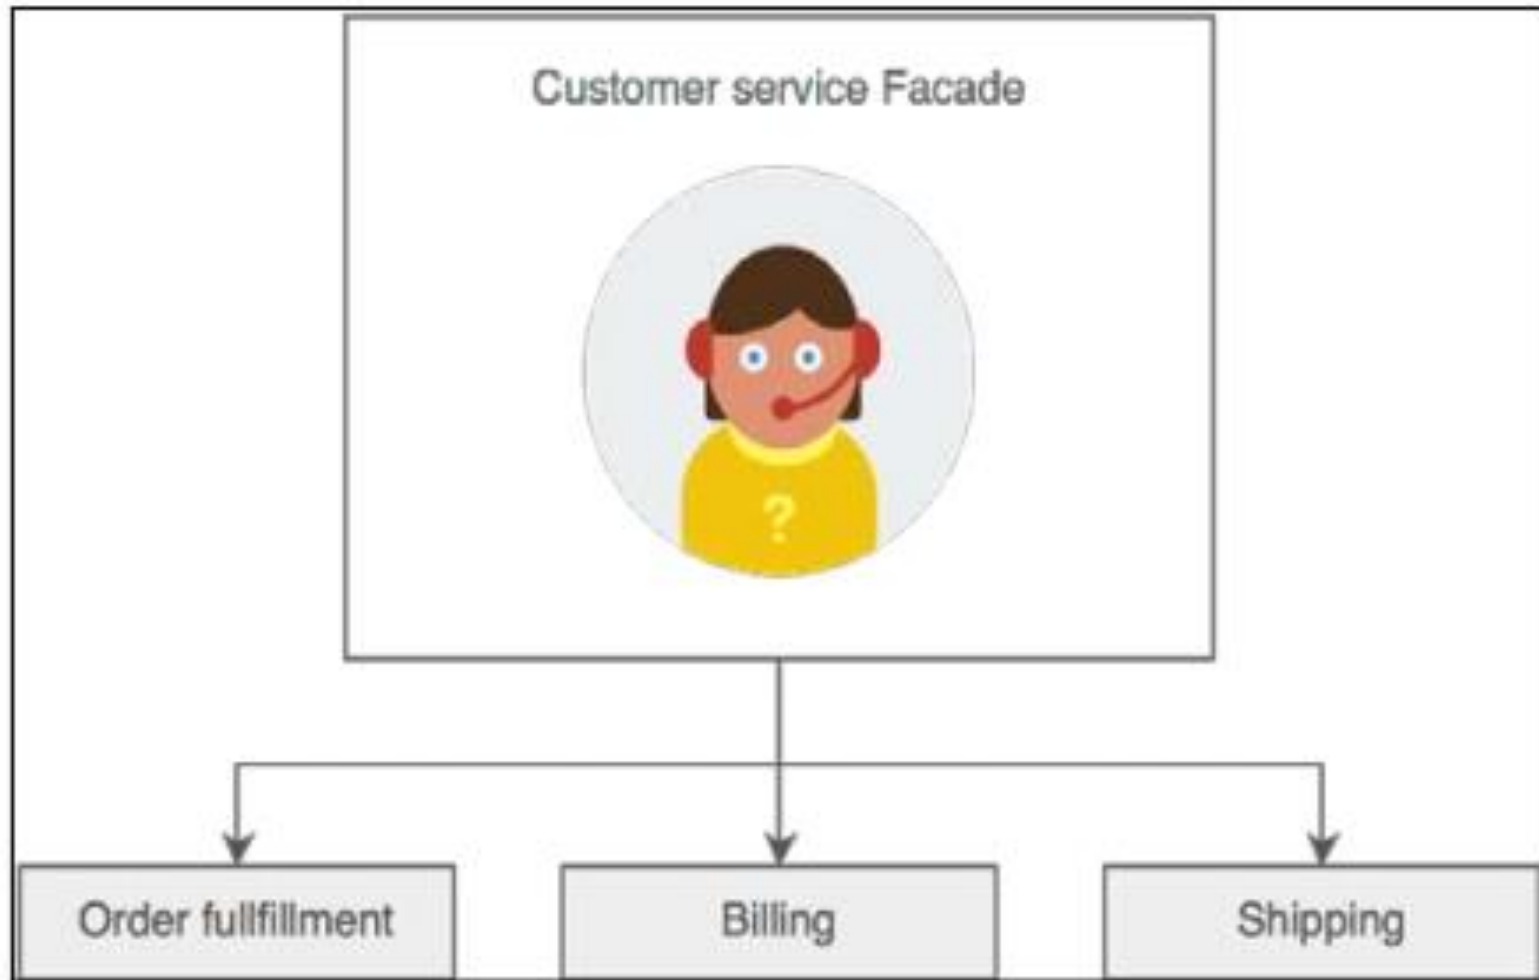 Customer service Facade
?
Order fullfillment
Billing
Shipping